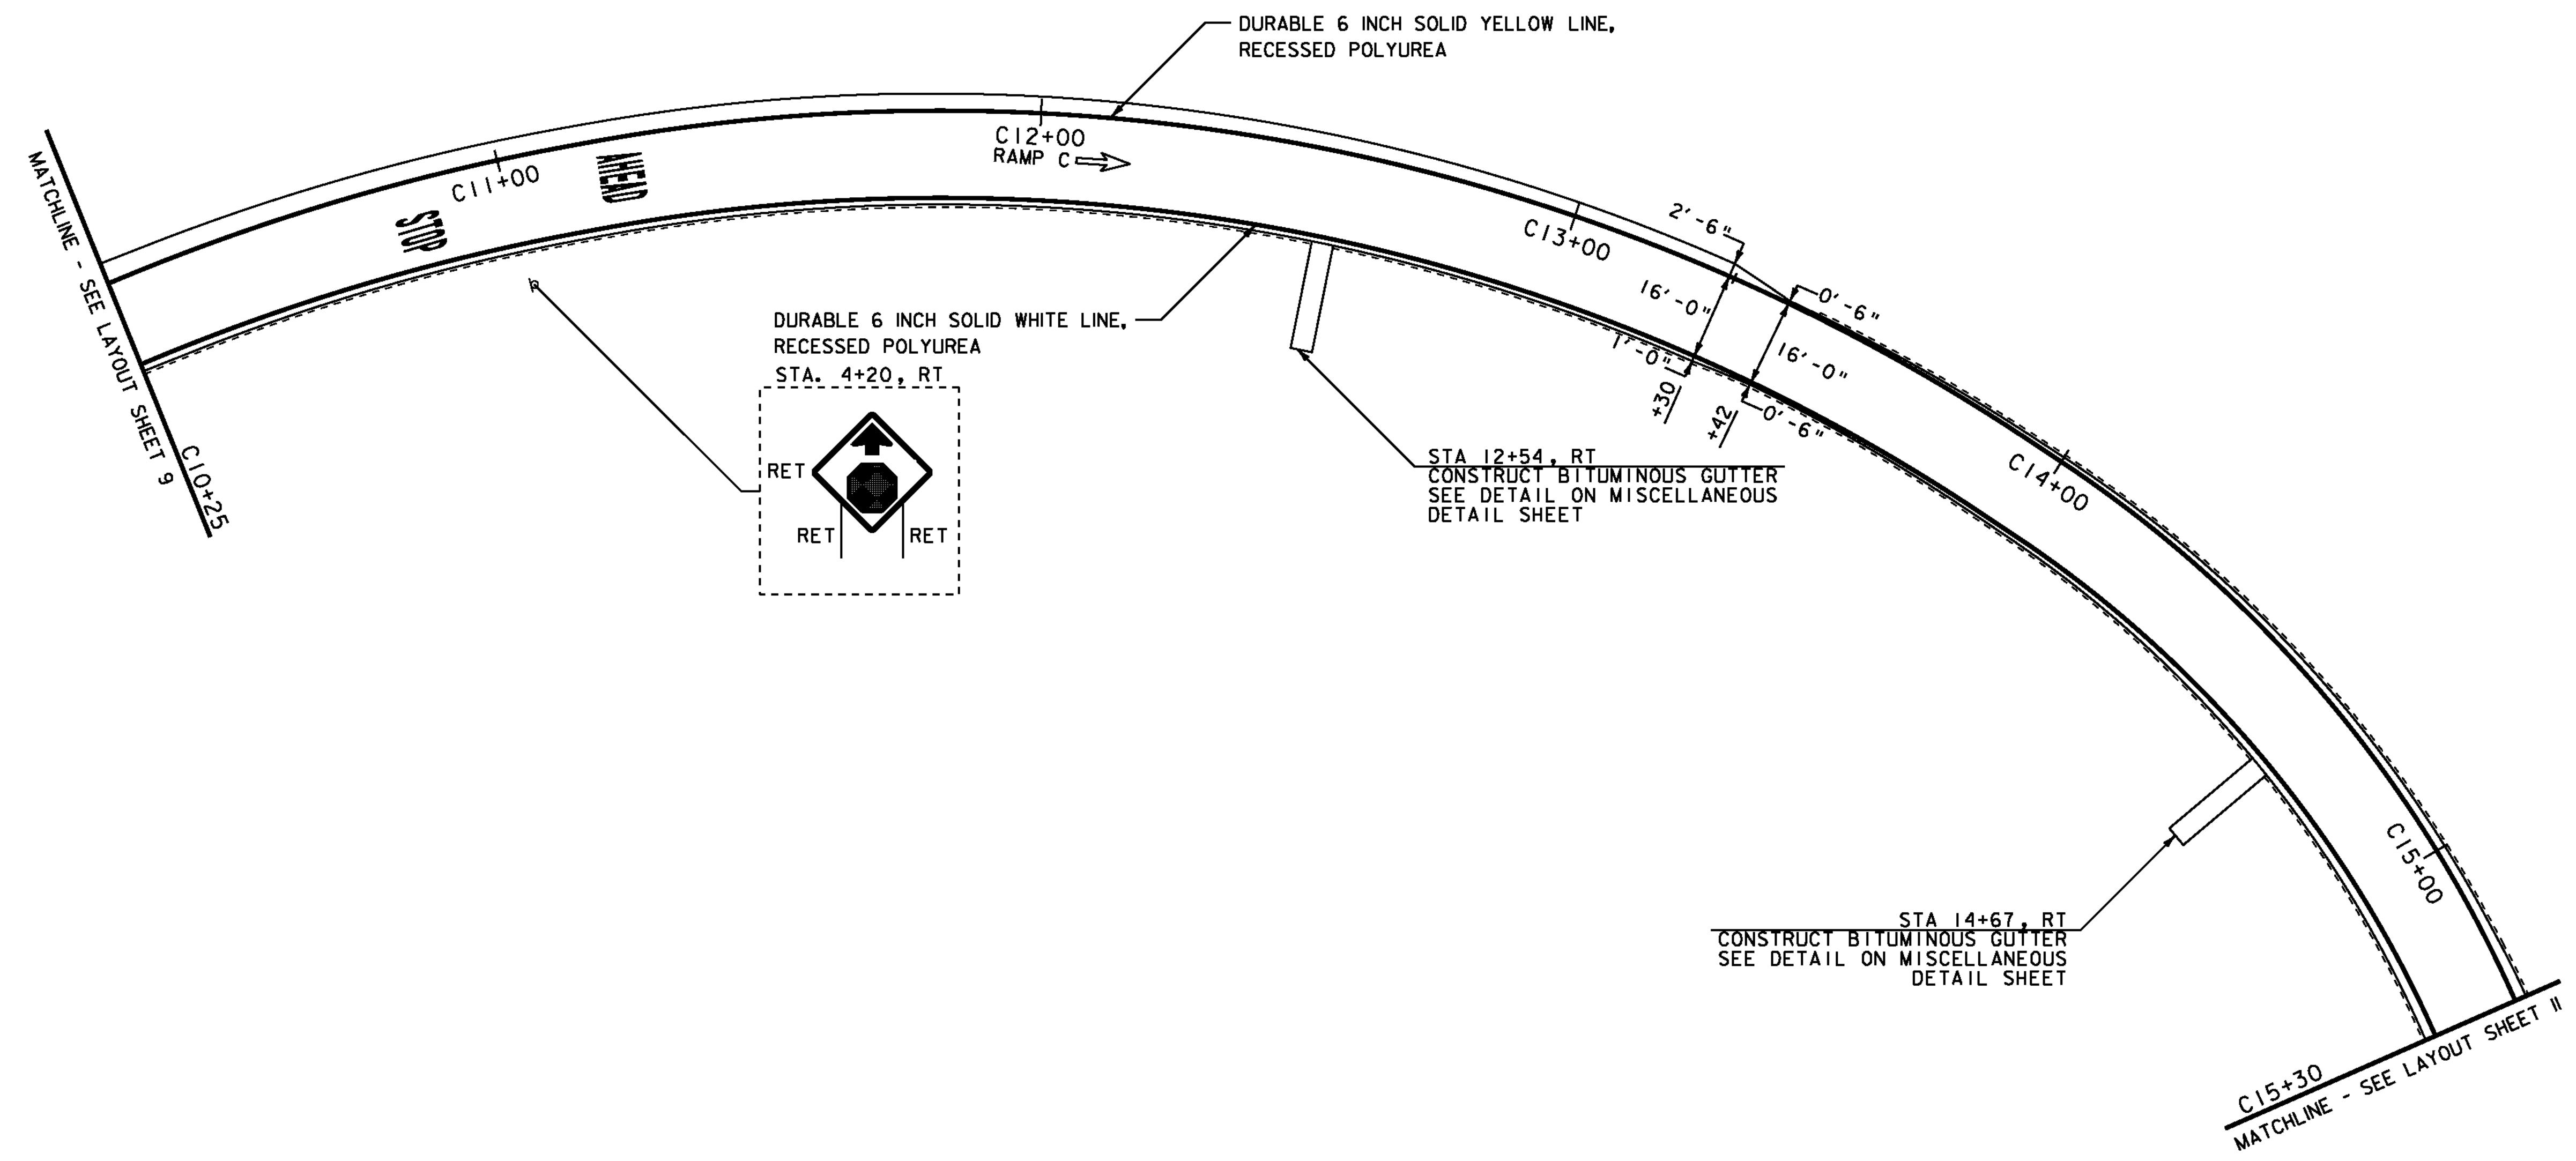 DURABLE 6 INCH SOLID YELLOW LINE,
RECESSED POLYUREA
MATCHLINE - SEE LAYOUT SHEET 9
C10+25
C11+00
STOP
AHEAD
C12+00
RAMP C
DURABLE 6 INCH SOLID WHITE LINE,
RECESSED POLYUREA
STA. 4+20, RT
RET
RET
RET
C13+00
2'-6"
16'-0"
1'-0"
+30
0'-6"
16'-0"
+42
0'-6"
STA 12+54, RT
CONSTRUCT BITUMINOUS GUTTER
SEE DETAIL ON MISCELLANEOUS
DETAIL SHEET
C14+00
C15+00
STA 14+67, RT
CONSTRUCT BITUMINOUS GUTTER
SEE DETAIL ON MISCELLANEOUS
DETAIL SHEET
C15+30
MATCHLINE - SEE LAYOUT SHEET 11